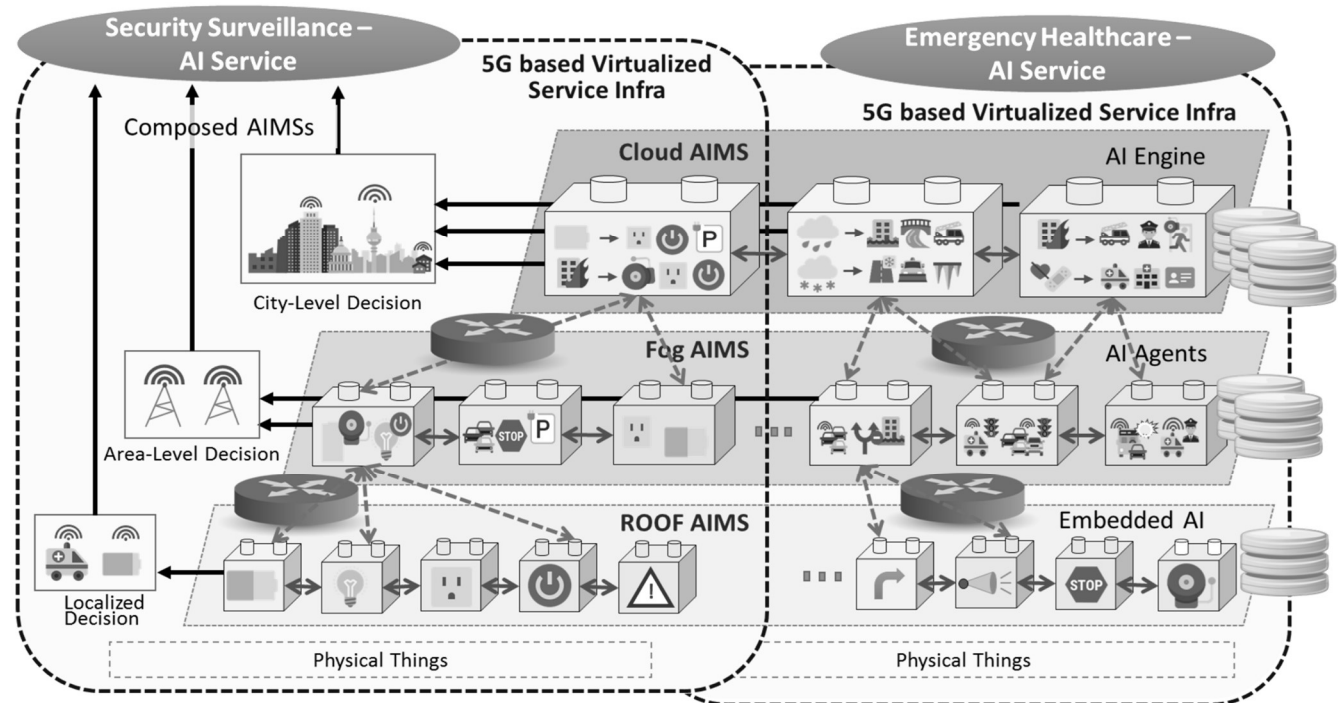 Security Surveillance –
AI Service
Emergency Healthcare –
AI Service
5G based Virtualized
Service Infra
5G based Virtualized Service Infra
Composed AIMSs
Cloud AIMS
AI Engine
P
City-Level Decision
Fog AIMS
AI Agents
STOP
P
Area-Level Decision
ROOF AIMS
Embedded AI
!
STOP
Localized
Decision
Physical Things
Physical Things